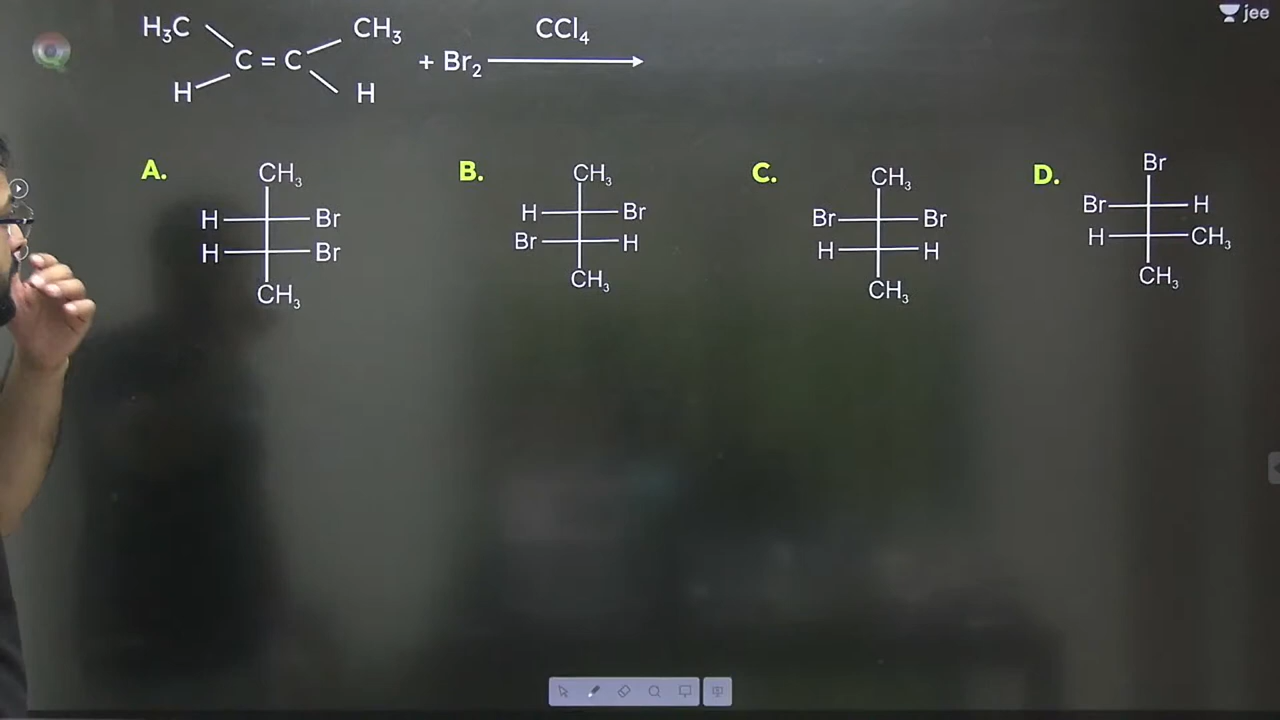 jee
H₃C CH₃
C = C
H H
+ Br₂
CCl₄
A.
CH₃
H Br
H Br
CH₃
B.
CH₃
H Br
Br H
CH₃
C.
CH₃
Br Br
H H
CH₃
D.
Br
Br H
H CH₃
CH₃